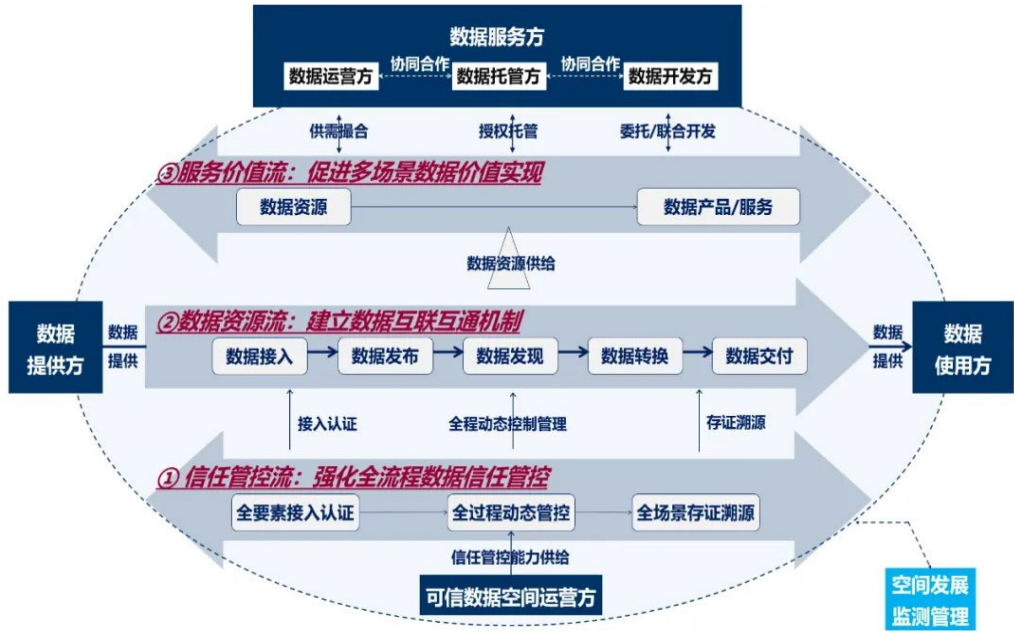 数据服务方
数据运营方
协同合作
数据托管方
协同合作
数据开发方
供需撮合
授权托管
委托/联合开发
③服务价值流：促进多场景数据价值实现
数据资源
数据产品/服务
数据资源供给
②数据资源流：建立数据互联互通机制
数据
提供方
数据
提供
数据接入
数据发布
数据发现
数据转换
数据交付
数据
提供
数据
使用方
接入认证
全程动态控制管理
存证溯源
① 信任管控流：强化全流程数据信任管控
全要素接入认证
全过程动态管控
全场景存证溯源
信任管控能力供给
可信数据空间运营方
空间发展
监测管理